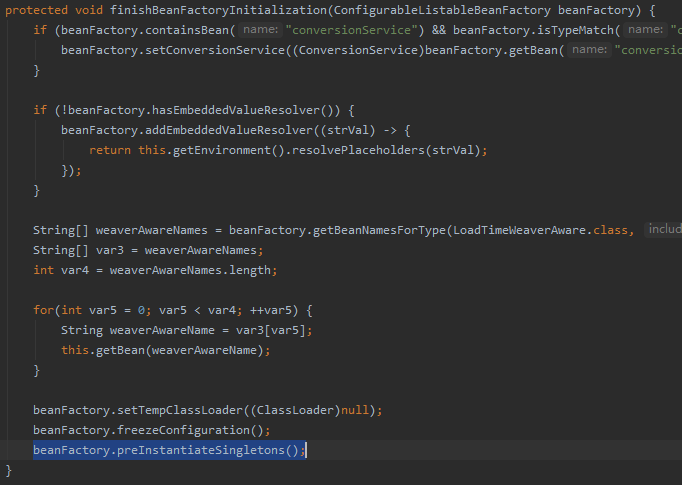 protected void finishBeanFactoryInitialization(ConfigurableListableBeanFactory beanFactory) {
if (beanFactory.containsBean( name: "conversionService") && beanFactory.isTypeMatch( name: "c
beanFactory.setConversionService((ConversionService)beanFactory.getBean( name: "conversio
}
if (!beanFactory.hasEmbeddedValueResolver()) {
beanFactory.addEmbeddedValueResolver((strVal) -> {
return this.getEnvironment().resolvePlaceholders(strVal);
});
}
String[] weaverAwareNames = beanFactory.getBeanNamesForType(LoadTimeWeaverAware.class, includ
String[] var3 = weaverAwareNames;
int var4 = weaverAwareNames.length;
for(int var5 = 0; var5 < var4; ++var5) {
String weaverAwareName = var3[var5];
this.getBean(weaverAwareName);
}
beanFactory.setTempClassLoader((ClassLoader)null);
beanFactory.freezeConfiguration();
beanFactory.preInstantiateSingletons();
}